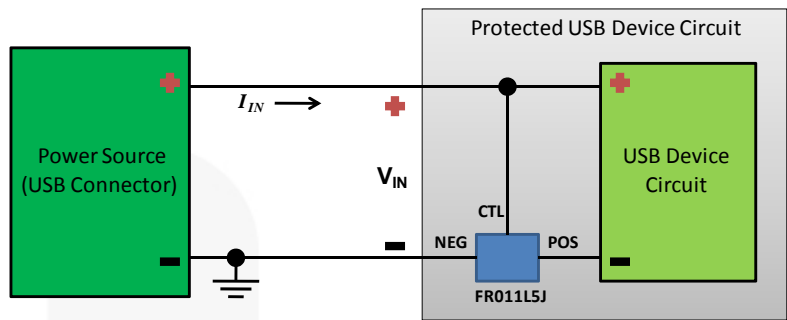 Protected USB Device Circuit
+
I_IN
+
+
Power Source
(USB Connector)
V_IN
USB Device
Circuit
CTL
-
NEG
POS
-
-
FR011L5J